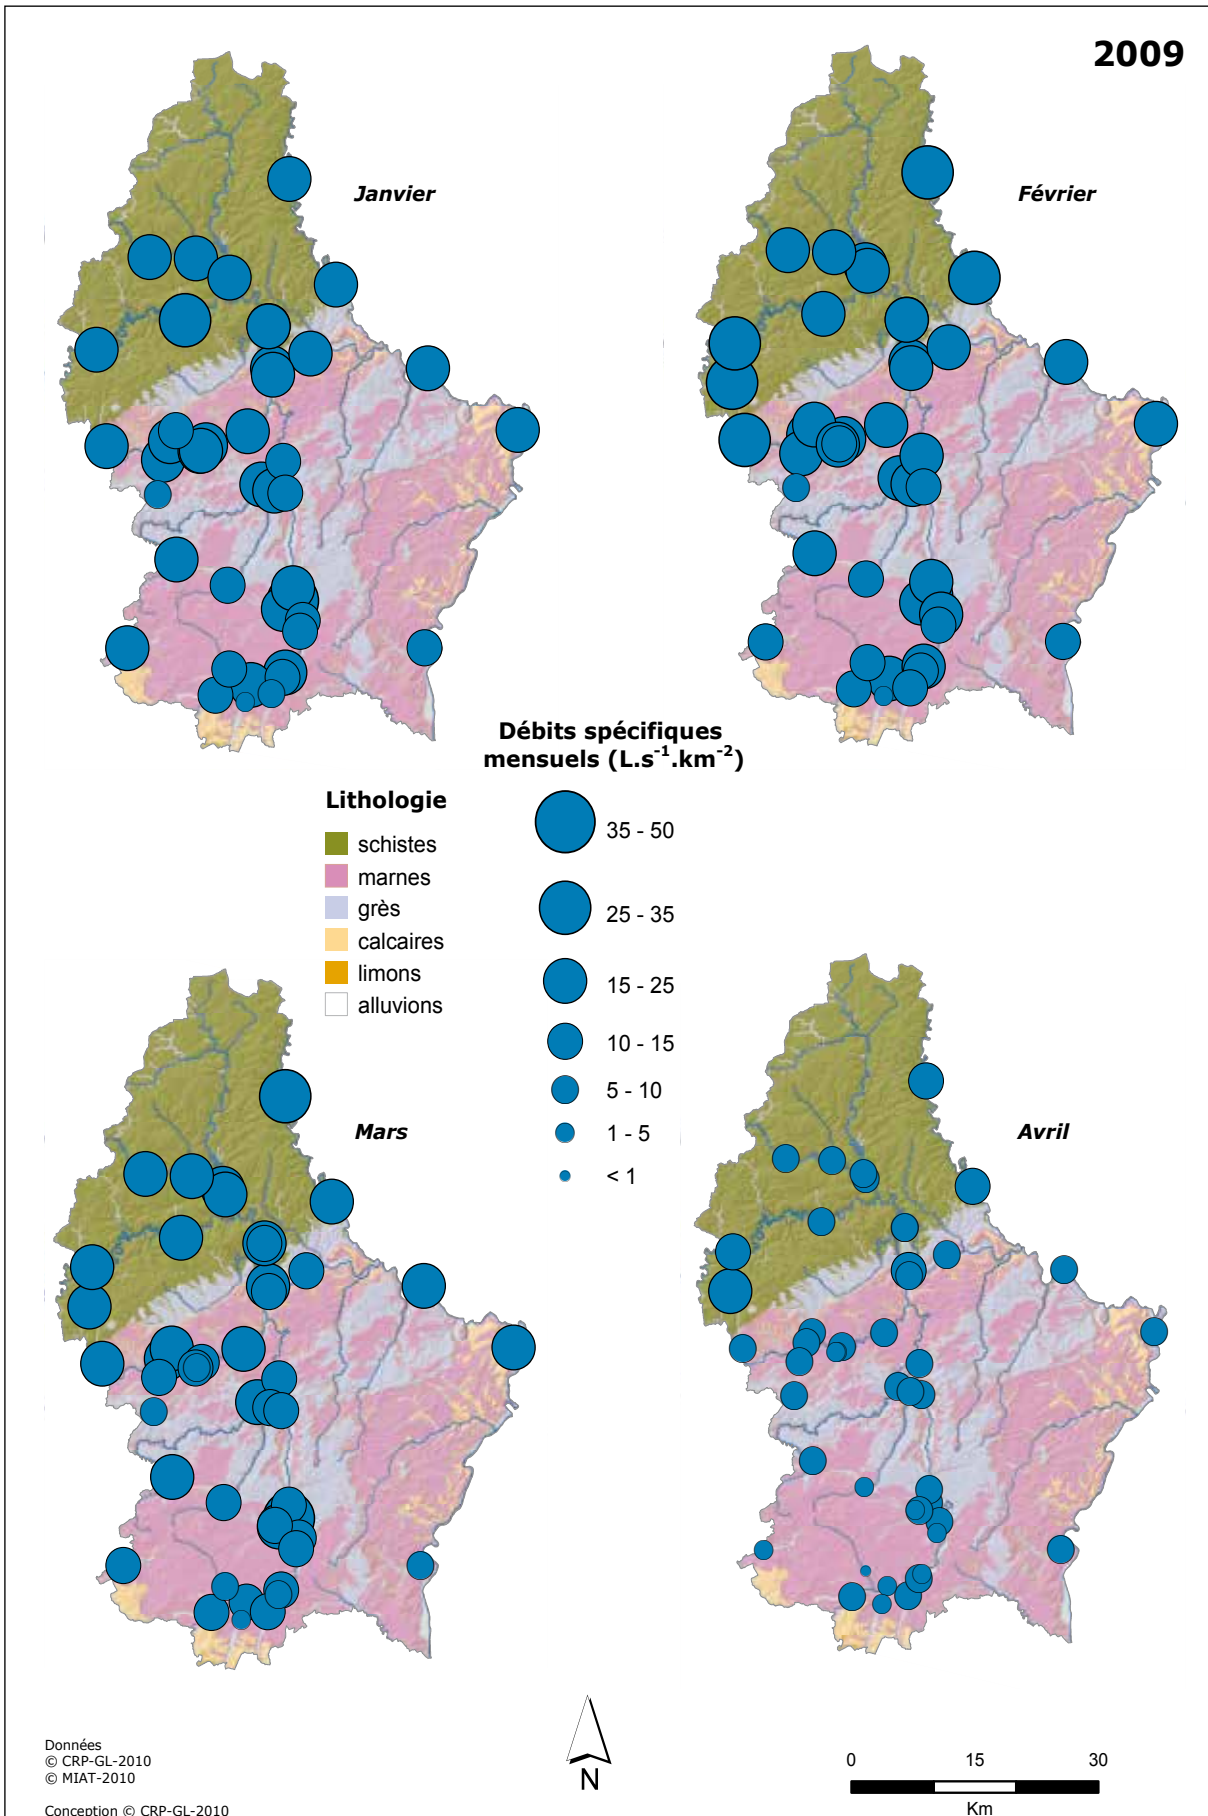 2009
Janvier
Février
Débits spécifiques
mensuels (L.s⁻¹.km⁻²)
Lithologie
schistes
marnes
grès
calcaires
limons
alluvions
35 - 50
25 - 35
15 - 25
10 - 15
5 - 10
1 - 5
< 1
Mars
Avril
Données
© CRP-GL-2010
© MIAT-2010
Conception © CRP-GL-2010
N
0 15 30
Km